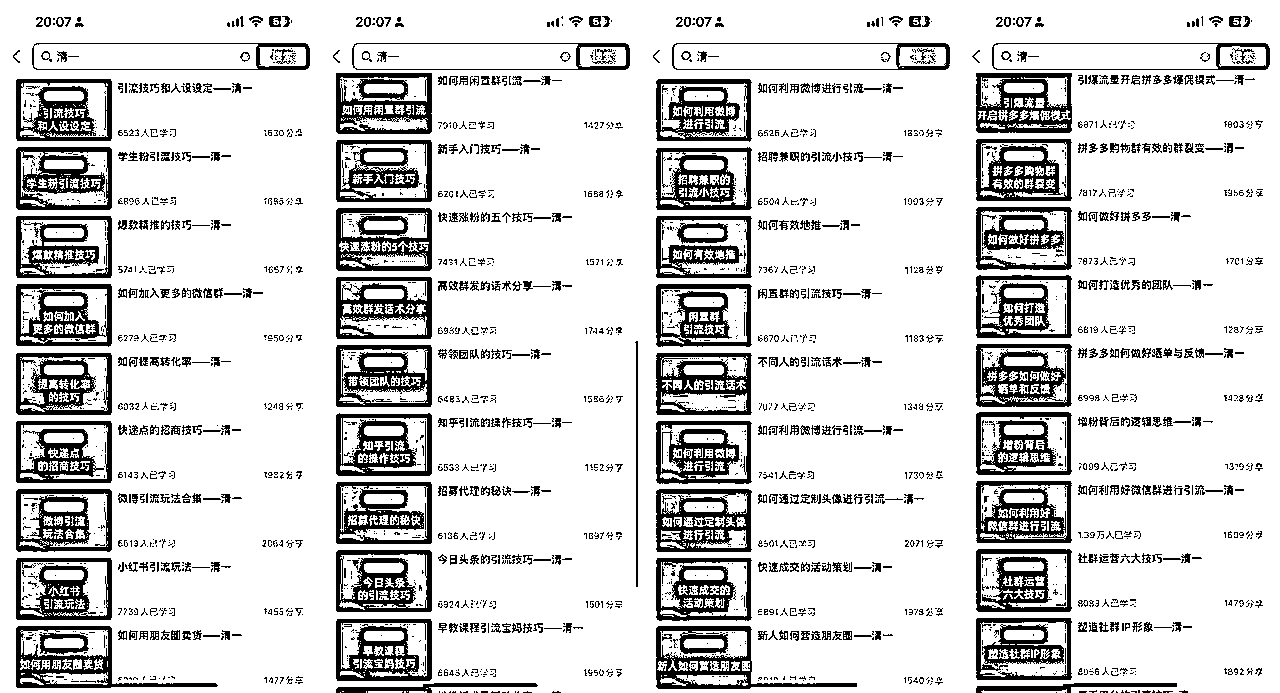 20:07
清一
引流技巧和人设设定——清一
引流技巧
和人设设定
6523人已学习
1630分享
学生粉引流技巧——清一
学生粉引流技巧
6896人已学习
爆款精推的技巧——清一
爆款精推技巧
5741人已学习
1667分享
如何加入更多的微信群——清一
如何加入
更多的微信群
6279人已学习
1950分享
如何提高转化率——清一
提高转化率
的技巧
6032人已学习
1248分享
快递点的招商技巧——清一
快递点
的招商技巧
6143人已学习
1982分享
微博引流玩法合集——清一
微博引流
玩法合集
6613人已学习
2064分享
小红书引流玩法——清一
小红书
引流玩法
7239人已学习
1455分享
如何用朋友圈卖货——清一
如何用朋友圈卖货
1477分享
20:07
清一
如何用闲置群引流——清一
如何用闲置群引流
7910人已学习
1427分享
新手入门技巧——清一
新手入门技巧
6201人已学习
1658分享
快速涨粉的五个技巧——清一
快速涨粉的5个技巧
7431人已学习
1571分享
高效群发的话术分享——清一
高效群发话术分享
6939人已学习
1744分享
带领团队的技巧——清一
带领团队的技巧
6483人已学习
1586分享
知乎引流的操作技巧——清一
知乎引流
的操作技巧
6533人已学习
1152分享
招募代理的秘诀——清一
招募代理的秘诀
6136人已学习
1697分享
今日头条的引流技巧——清一
今日头条
的引流技巧
6924人已学习
1501分享
早教课程引流宝妈技巧——清一
早教课程
引流宝妈技巧
6645人已学习
1950分享
20:07
清一
如何利用微博进行引流——清一
如何利用微博
进行引流
6536人已学习
1830分享
招聘兼职的引流小技巧——清一
招聘兼职的
引流小技巧
6504人已学习
1993分享
如何有效地推——清一
如何有效地推
7367人已学习
1128分享
闲置群的引流技巧——清一
闲置群
引流技巧
6670人已学习
1183分享
不同人的引流话术——清一
不同人的引流话术
7077人已学习
1348分享
如何利用微博进行引流——清一
如何利用微博
进行引流
7541人已学习
1730分享
如何通过定制头像进行引流——清一
如何通过定制头像
进行引流
8501人已学习
2071分享
快速成交的活动策划——清一
快速成交的
活动策划
6891人已学习
1978分享
新人如何营造朋友圈——清一
新人如何营造朋友圈
1540分享
20:07
清一
引爆流量开启拼多多爆佣模式——清一
引爆流量
开启拼多多爆佣模式
6871人已学习
1803分享
拼多多购物群有效的群裂变——清一
拼多多购物群
有效的群裂变
7817人已学习
1956分享
如何做好拼多多——清一
如何做好拼多多
7873人已学习
1701分享
如何打造优秀的团队——清一
如何打造
优秀团队
6619人已学习
1287分享
拼多多如何做好晒单与反馈——清一
拼多多如何做好
晒单和反馈
6998人已学习
1428分享
增粉背后的逻辑思维——清一
增粉背后
的逻辑思维
7099人已学习
1379分享
如何利用好微信群进行引流——清一
如何利用好
微信群进行引流
1.39万人已学习
1609分享
社群运营六大技巧——清一
社群运营
六大技巧
8083人已学习
1479分享
塑造社群IP形象——清一
塑造社群IP形象
8956人已学习
1892分享